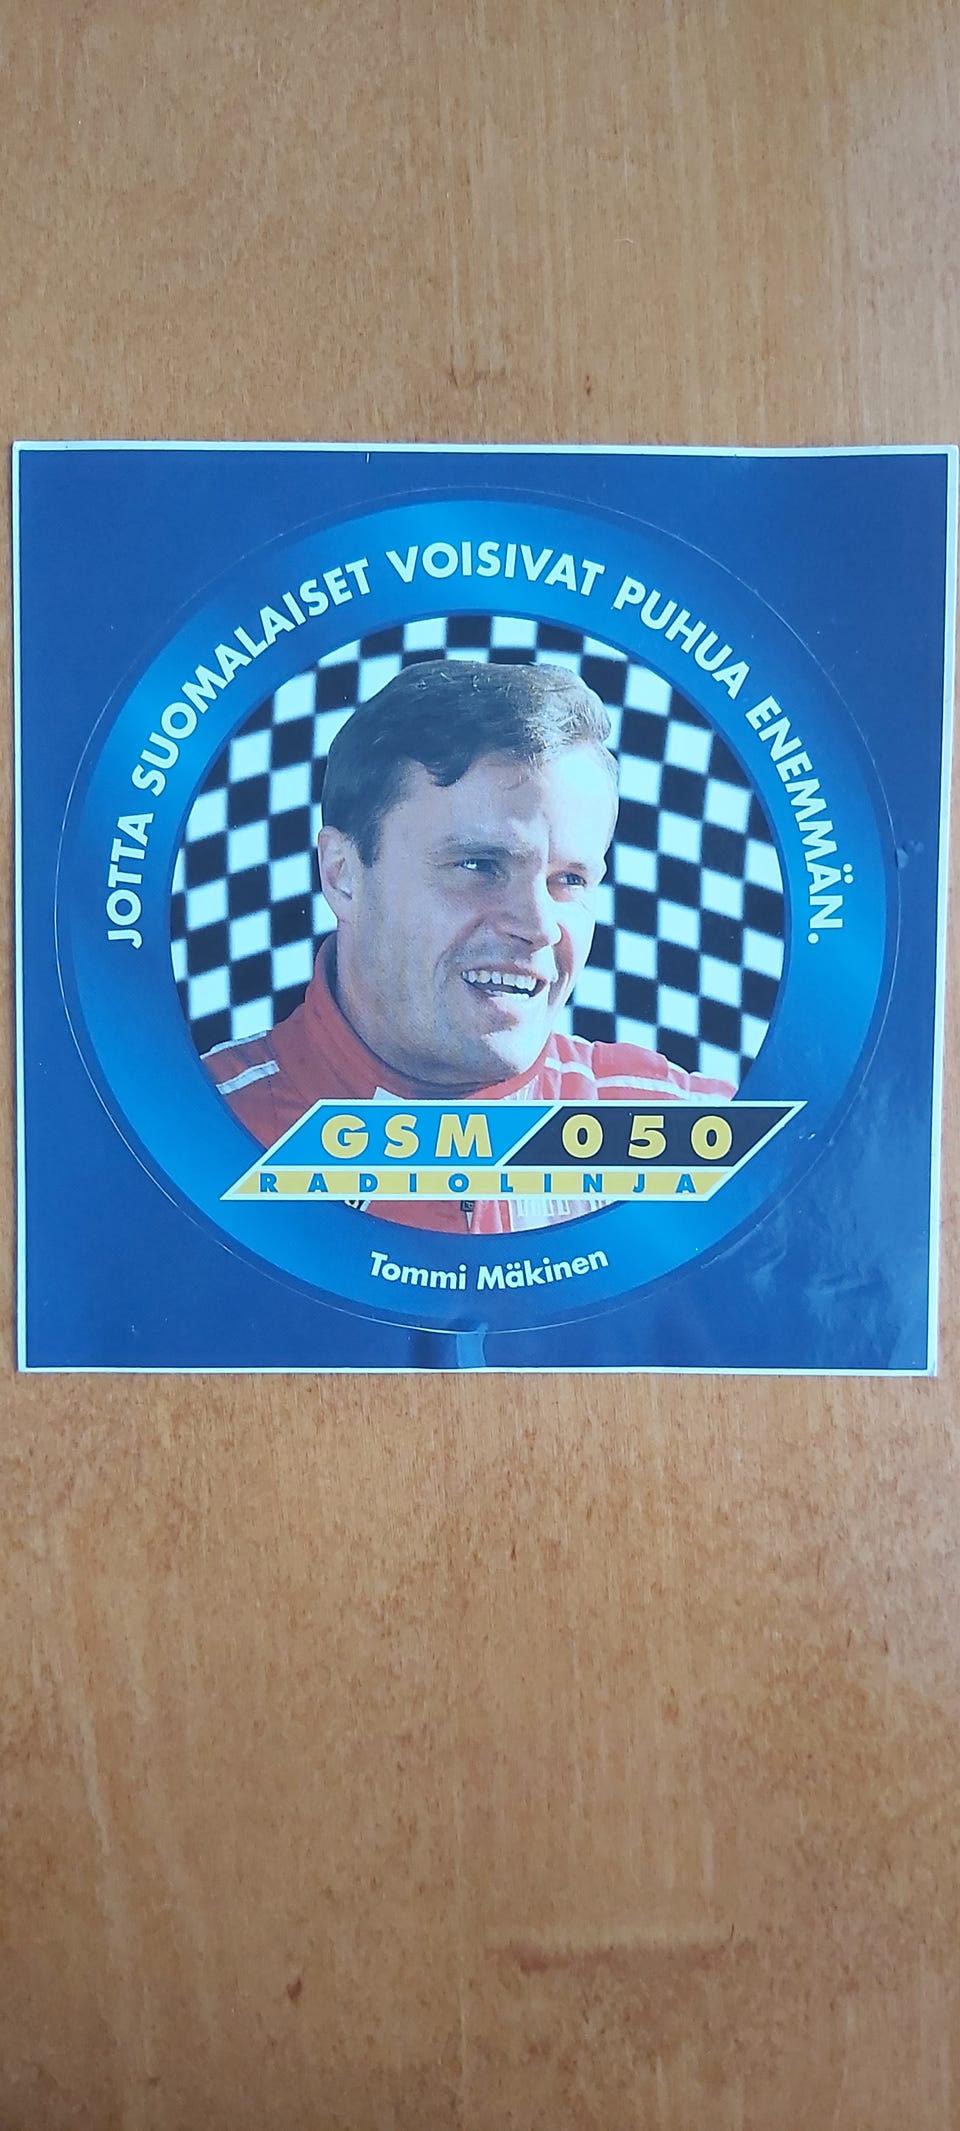 JOTTA SUOMALAISET VOISIVAT PUHUA ENEMMÄN.
GSM 050
RADIOLINJA
Tommi Mäkinen